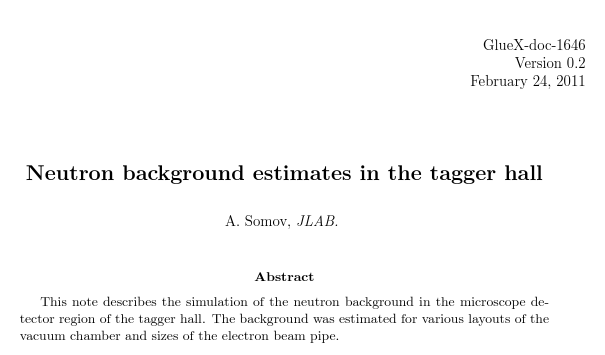 GlueX-doc-1646
Version 0.2
February 24, 2011
Neutron background estimates in the tagger hall
A. Somov, JLAB.
Abstract
This note describes the simulation of the neutron background in the microscope de-
tector region of the tagger hall. The background was estimated for various layouts of the
vacuum chamber and sizes of the electron beam pipe.